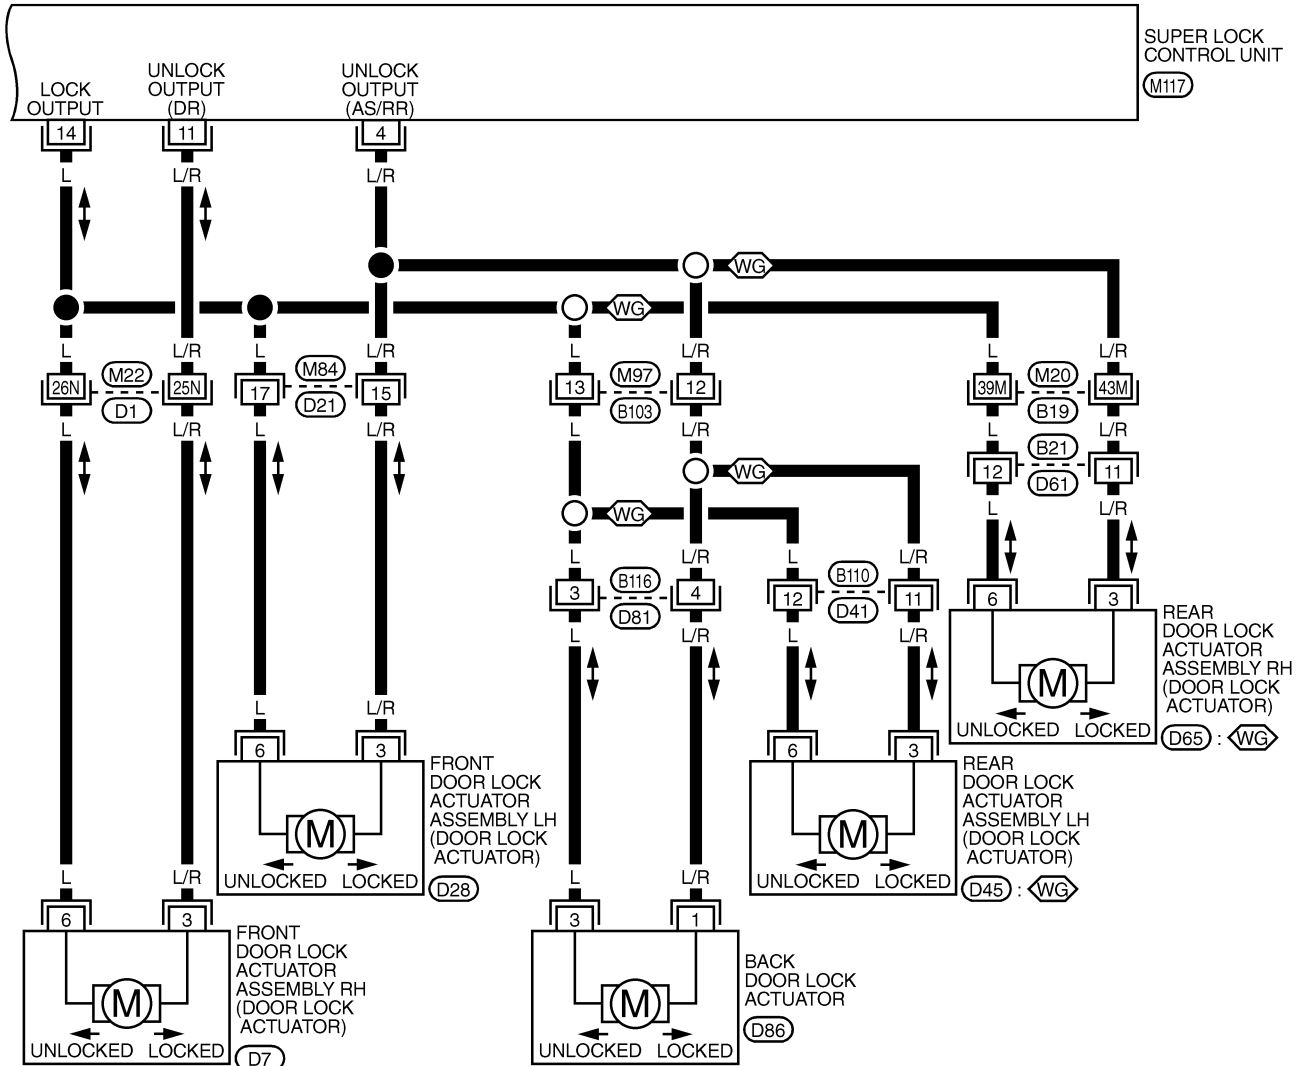 SUPER LOCK
CONTROL UNIT
M117
LOCK
OUTPUT
UNLOCK
OUTPUT
(DR)
UNLOCK
OUTPUT
(AS/RR)
14
11
4
L
L/R
L/R
WG
WG
L
L/R
L
L/R
L
L/R
L
L/R
26N
M22
D1
25N
17
M84
D21
15
13
M97
B103
12
39M
M20
B19
43M
L
L/R
L
L/R
L
L/R
L
L/R
12
B21
D61
11
WG
WG
L
L/R
L
L/R
L
L/R
3
B116
D81
4
12
B110
D41
11
6
3
L
L/R
L
L/R
M
UNLOCKED
LOCKED
REAR
DOOR LOCK
ACTUATOR
ASSEMBLY RH
(DOOR LOCK
ACTUATOR)
D65 : WG
L
L/R
6
3
M
UNLOCKED
LOCKED
FRONT
DOOR LOCK
ACTUATOR
ASSEMBLY LH
(DOOR LOCK
ACTUATOR)
D28
6
3
M
UNLOCKED
LOCKED
REAR
DOOR LOCK
ACTUATOR
ASSEMBLY LH
(DOOR LOCK
ACTUATOR)
D45 : WG
L
L/R
6
3
M
UNLOCKED
LOCKED
FRONT
DOOR LOCK
ACTUATOR
ASSEMBLY RH
(DOOR LOCK
ACTUATOR)
D7
L
L/R
3
1
M
UNLOCKED
LOCKED
BACK
DOOR LOCK
ACTUATOR
D86